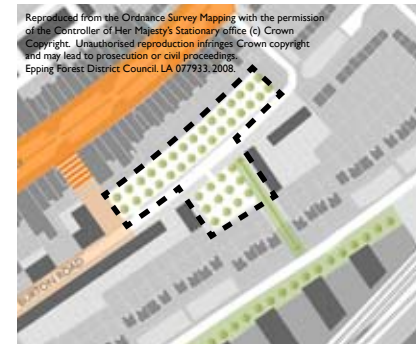 Reproduced from the Ordnance Survey Mapping with the permission
of the Controller of Her Majesty's Stationary office (c) Crown
Copyright. Unauthorised reproduction infringes Crown copyright
and may lead to prosecution or civil proceedings.
Epping Forest District Council. LA 077933. 2008.
BURTON ROAD